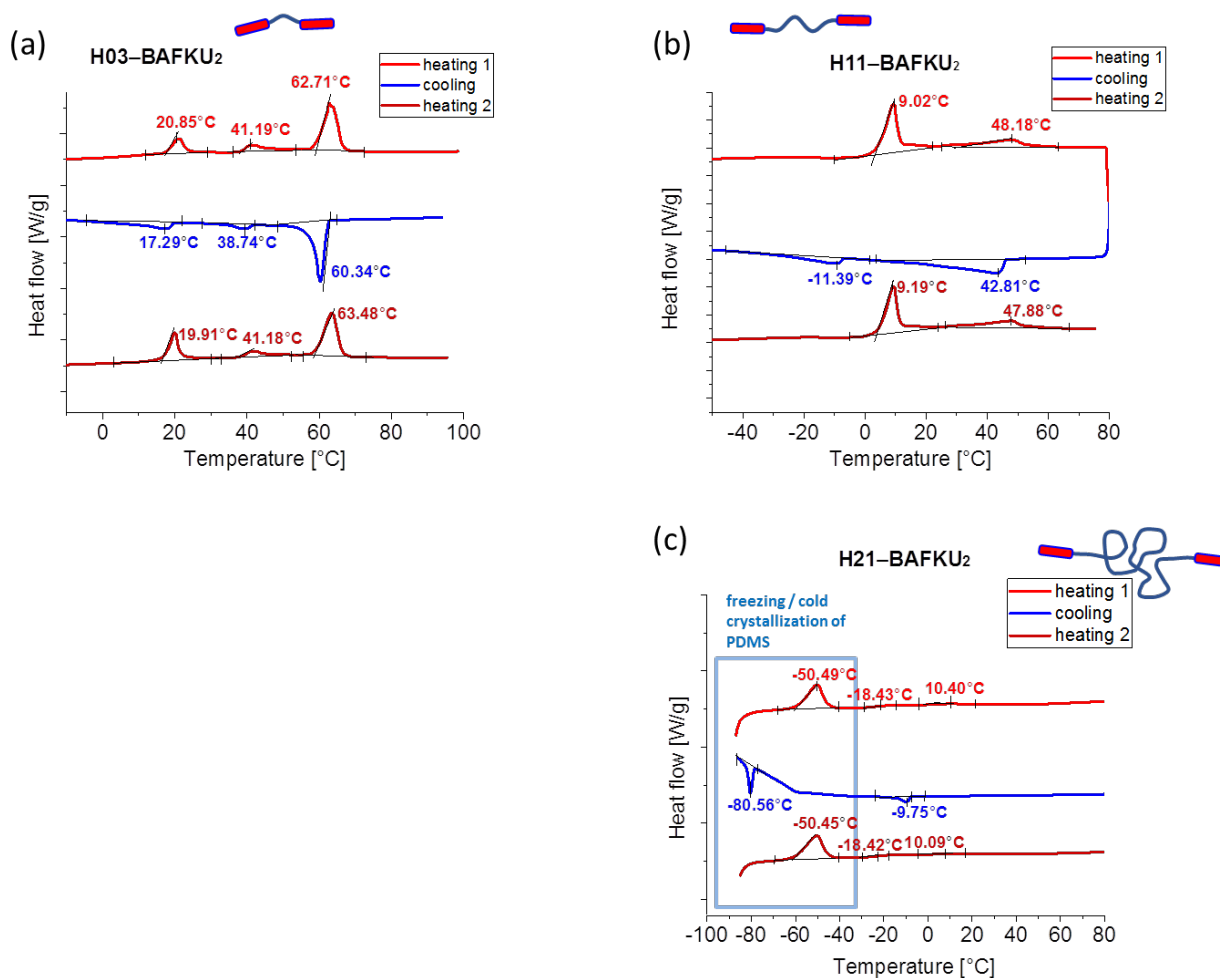 (a)
H03–BAFKU₂
heating 1
cooling
heating 2
62.71°C
20.85°C
41.19°C
17.29°C
38.74°C
60.34°C
63.48°C
19.91°C
41.18°C
Heat flow [W/g]
0 20 40 60 80 100
Temperature [°C]
(b)
H11–BAFKU₂
heating 1
cooling
heating 2
9.02°C
48.18°C
-11.39°C
42.81°C
9.19°C
47.88°C
Heat flow [W/g]
-40 -20 0 20 40 60 80
Temperature [°C]
(c)
H21–BAFKU₂
heating 1
cooling
heating 2
freezing / cold
crystallization of
PDMS
-50.49°C
-18.43°C
10.40°C
-80.56°C
-9.75°C
-50.45°C
-18.42°C
10.09°C
Heat flow [W/g]
-100 -80 -60 -40 -20 0 20 40 60 80
Temperature [°C]